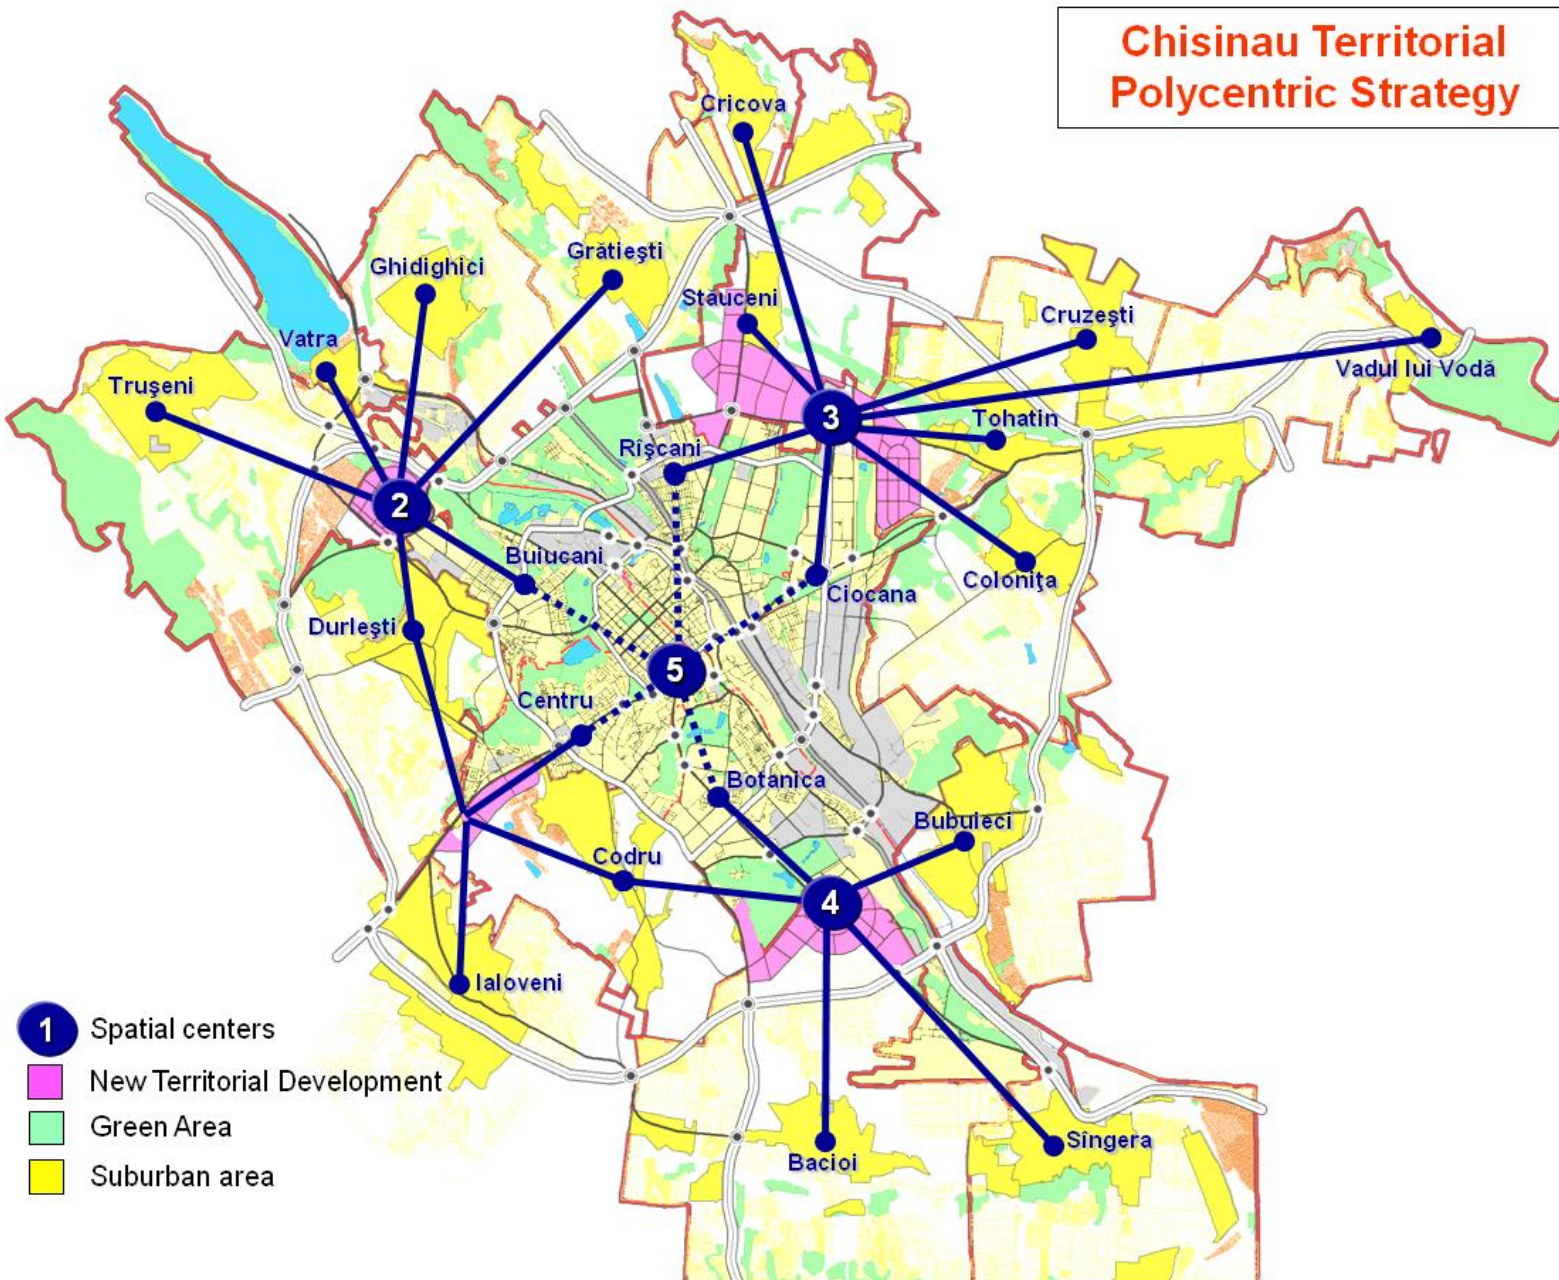 Chisinau Territorial
Polycentric Strategy
Cricova
Grătieşti
Ghidighici
Stăuceni
Cruzeşti
Vatra
Vadul lui Vodă
Truşeni
3
Tohatin
Rîşcani
2
Buiucani
Coloniţa
Ciocana
Durleşti
5
Centru
Botanica
Bubuieci
Codru
4
Ialoveni
1 Spatial centers
New Territorial Development
Green Area
Suburban area
Sîngera
Bacioi